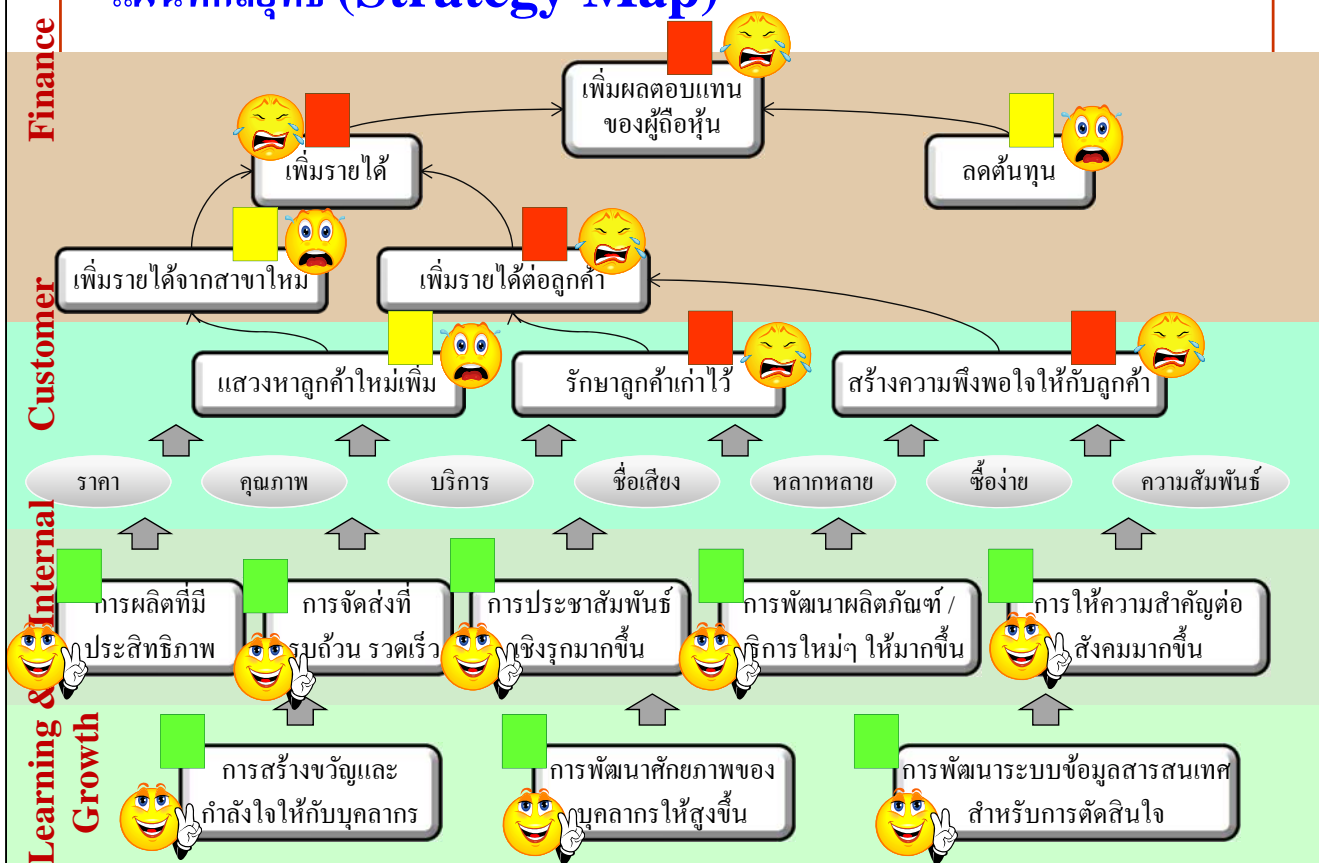 แผนที่กลยุทธ์ (Strategy Map)
Finance
เพิ่มผลตอบแทน
ของผู้ถือหุ้น
เพิ่มรายได้
ลดต้นทุน
เพิ่มรายได้จากสาขาใหม่
เพิ่มรายได้ต่อลูกค้า
Customer
แสวงหาลูกค้าใหม่เพิ่ม
รักษาลูกค้าเก่าไว้
สร้างความพึงพอใจให้กับลูกค้า
ราคา
คุณภาพ
บริการ
ชื่อเสียง
หลากหลาย
ซื้อง่าย
ความสัมพันธ์
Internal
การผลิตที่มี
ประสิทธิภาพ
การจัดส่งที่
ครบถ้วน รวดเร็ว
การประชาสัมพันธ์
เชิงรุกมากขึ้น
การพัฒนาผลิตภัณฑ์ /
บริการใหม่ๆ ให้มากขึ้น
การให้ความสำคัญต่อ
สังคมมากขึ้น
Learning &
Growth
การสร้างขวัญและ
กำลังใจให้กับบุคลากร
การพัฒนาศักยภาพของ
บุคลากรให้สูงขึ้น
การพัฒนาระบบข้อมูลสารสนเทศ
สำหรับการตัดสินใจ